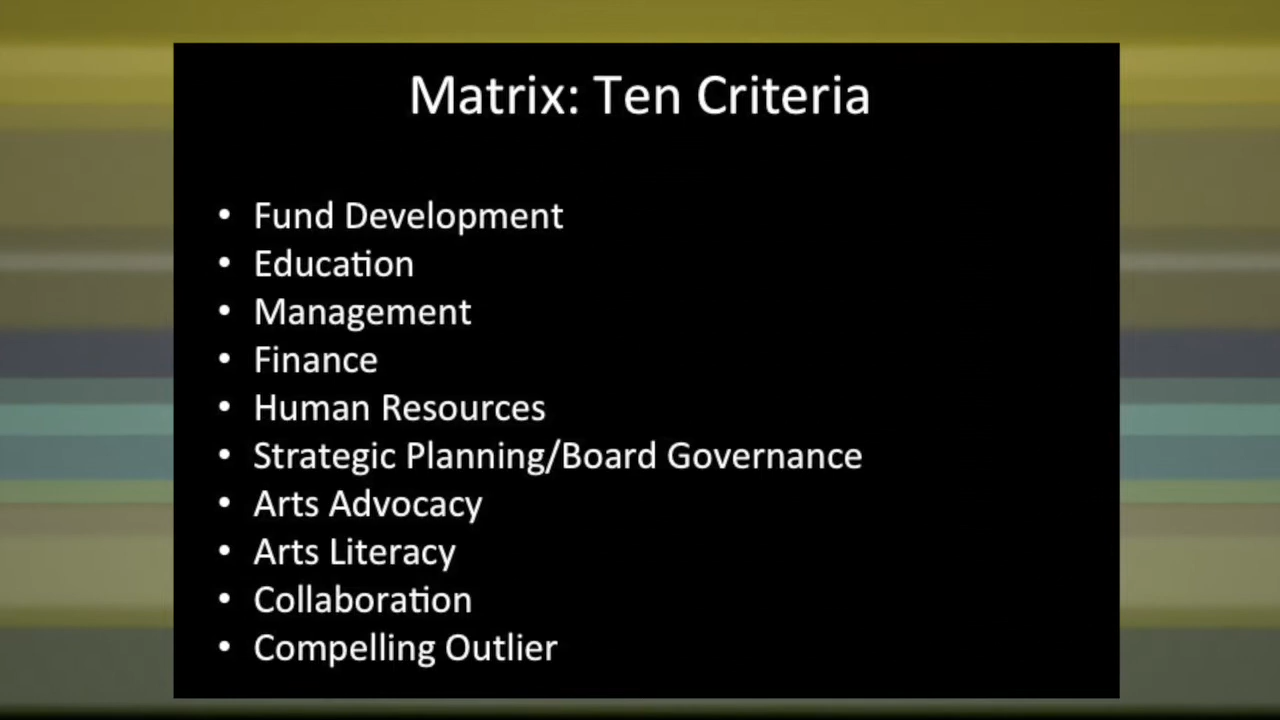 Matrix: Ten Criteria
• Fund Development
• Education
• Management
• Finance
• Human Resources
• Strategic Planning/Board Governance
• Arts Advocacy
• Arts Literacy
• Collaboration
• Compelling Outlier